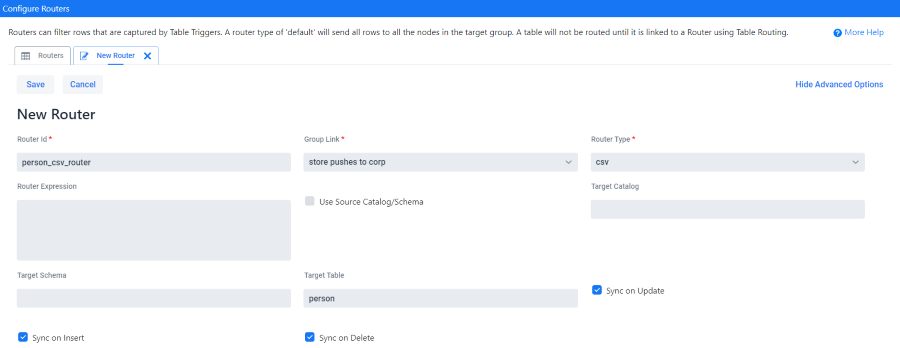 Configure Routers
Routers can filter rows that are captured by Table Triggers. A router type of 'default' will send all rows to all the nodes in the target group. A table will not be routed until it is linked to a Router using Table Routing.
More Help
Routers
New Router
Save
Cancel
Hide Advanced Options
New Router
Router Id *
Group Link *
Router Type *
person_csv_router
store pushes to corp
csv
Router Expression
Use Source Catalog/Schema
Target Catalog
Target Schema
Target Table
person
Sync on Update
Sync on Insert
Sync on Delete